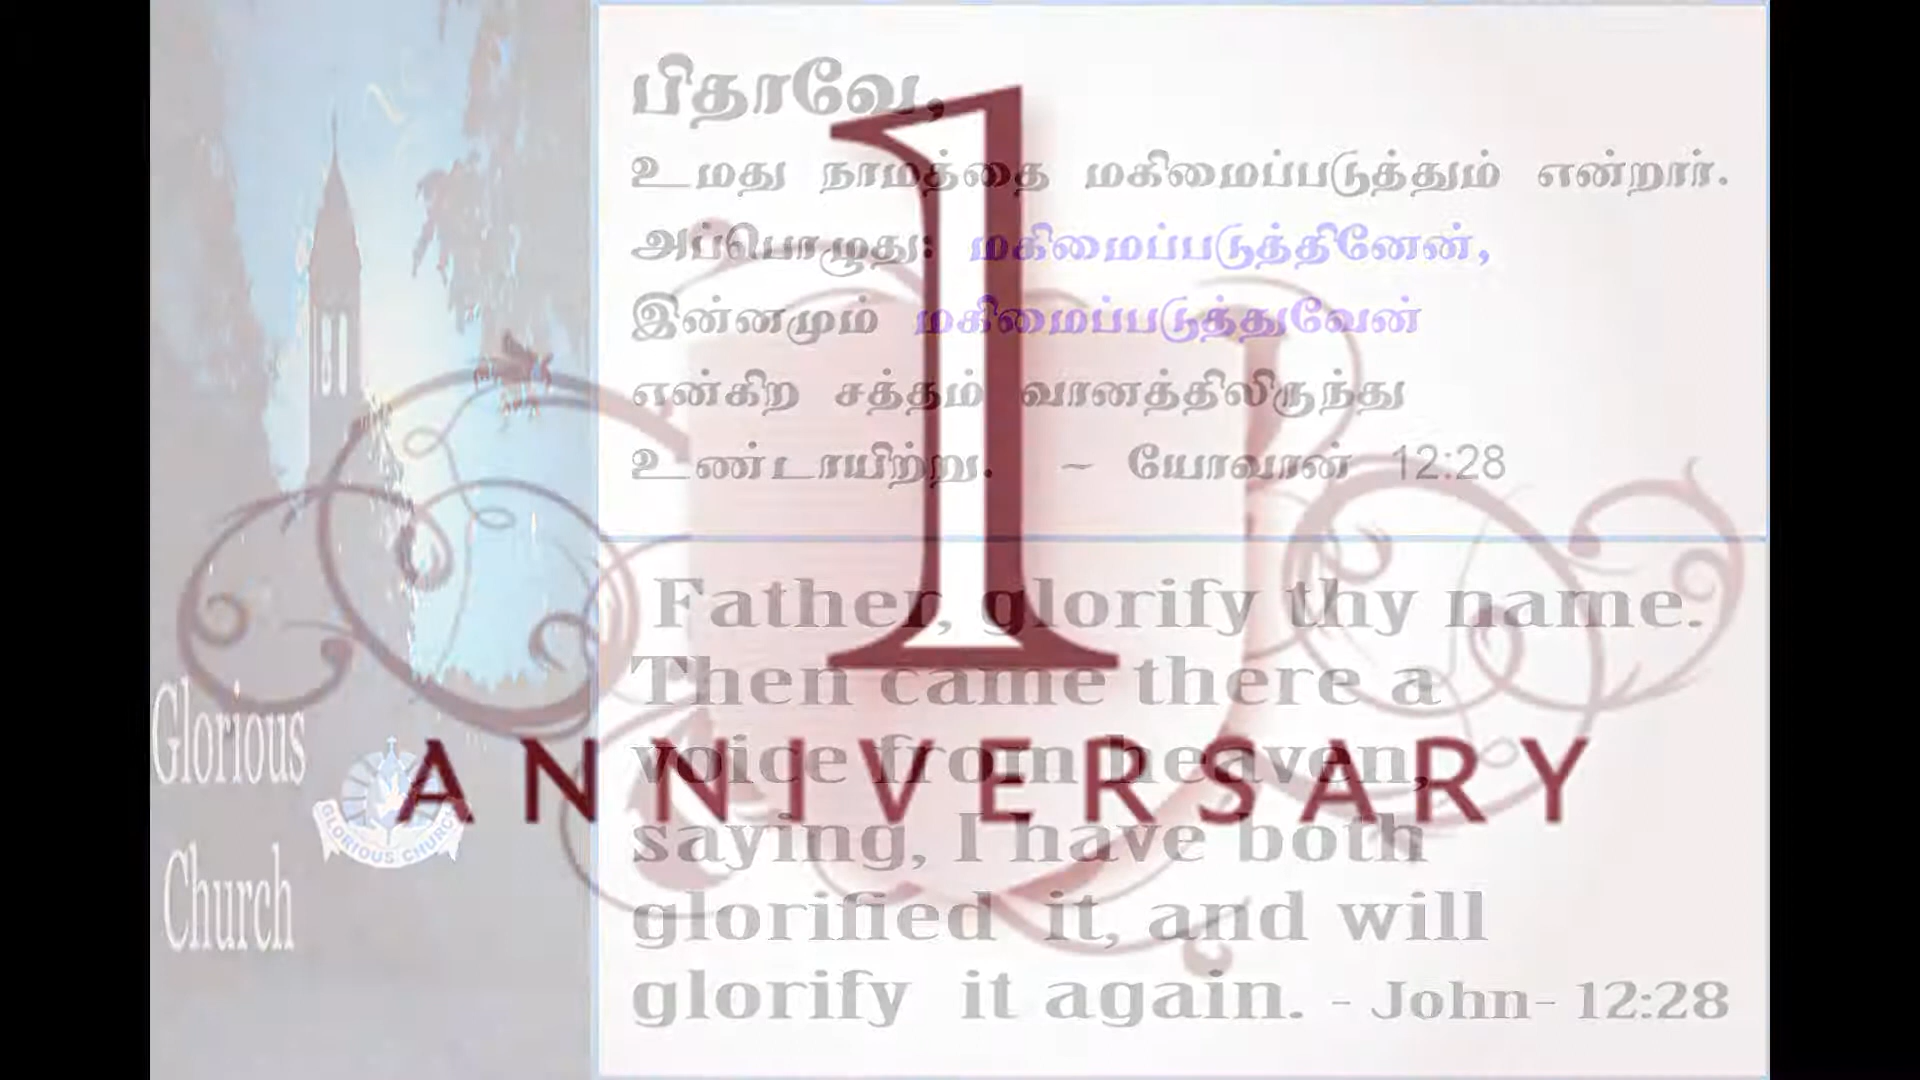 பிதாவே,
உமது நாமத்தை மகிமைப்படுத்தும் என்றார்.
அப்பொழுது: மகிமைப்படுத்தினேன்,
இன்னமும் மகிமைப்படுத்துவேன்
என்கிற சத்தம் வானத்திலிருந்து
உண்டாயிற்று. ~ யோவான் 12:28
1
ANNIVERSARY
Father, glorify thy name.
Then came there a
voice from heaven,
saying, I have both
glorified it, and will
glorify it again. - John- 12:28
Glorious
Church
GLORIOUS CHURCH